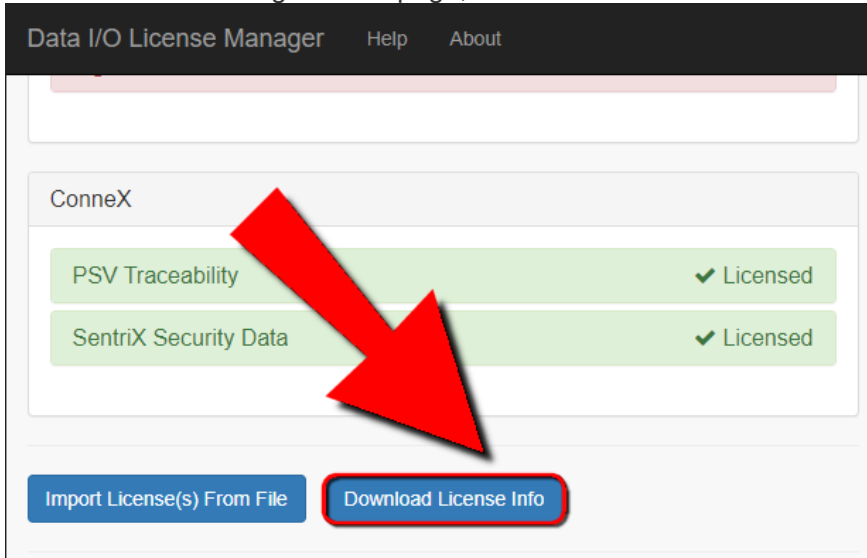 Data I/O License Manager Help About
ConneX
PSV Traceability ✔ Licensed
SentriX Security Data ✔ Licensed
Import License(s) From File Download License Info